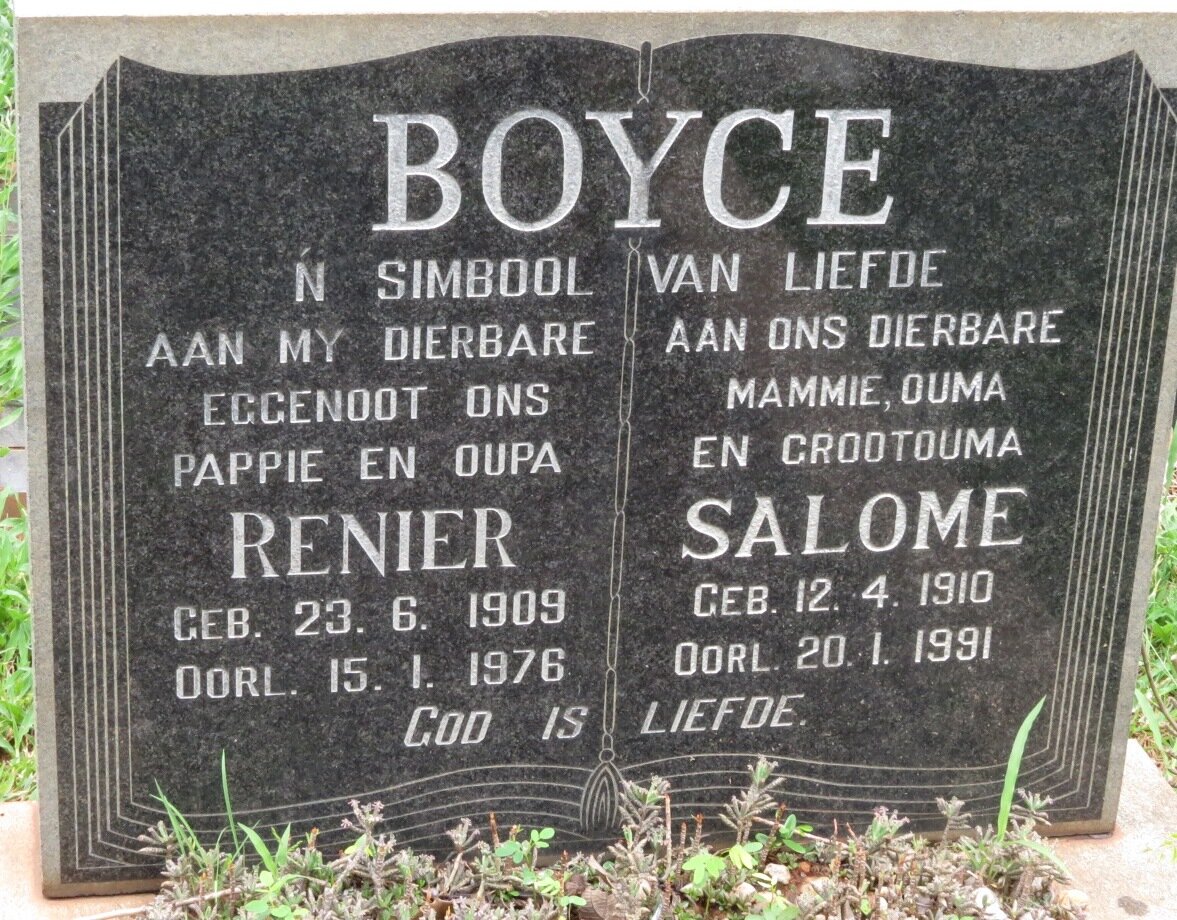 BOYCE
Ń SIMBOOL VAN LIEFDE
AAN MY DIERBARE
EGGENOOT ONS
PAPPIE EN OUPA
RENIER
GEB. 23. 6. 1909
OORL. 15. 1. 1976
AAN ONS DIERBARE
MAMMIE, OUMA
EN GROOTOUMA
SALOME
GEB. 12. 4. 1910
OORL. 20. 1. 1991
GOD IS LIEFDE.